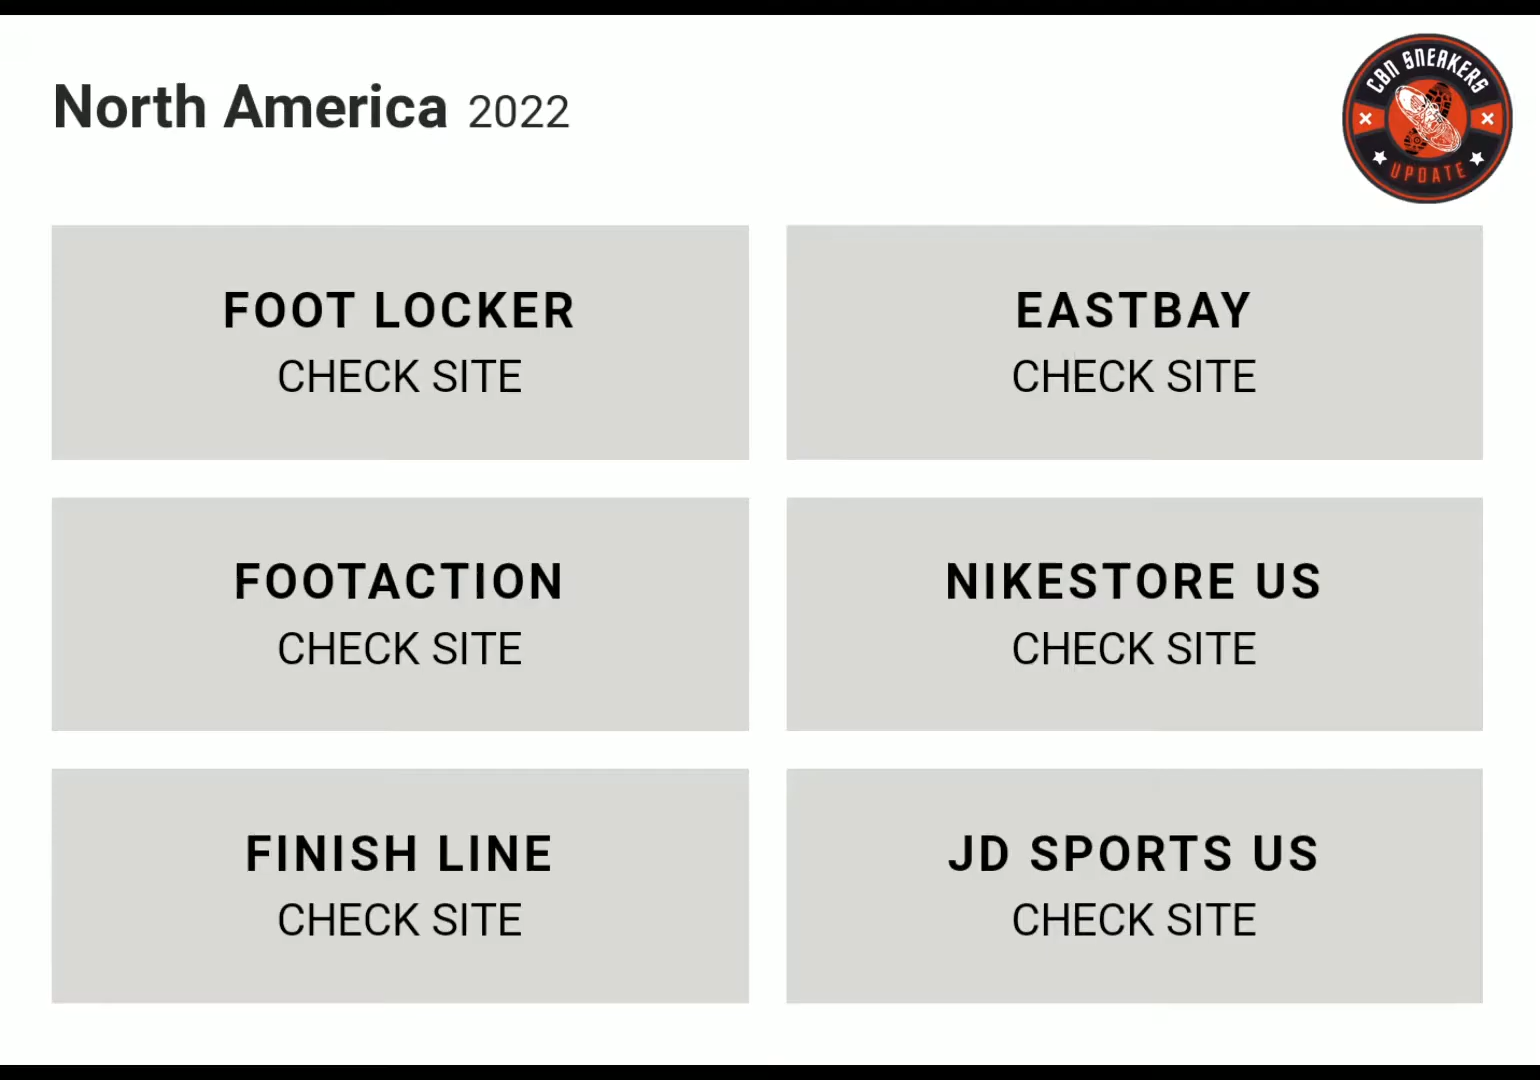 North America 2022
CBN SNEAKERS
UPDATE
FOOT LOCKER
CHECK SITE
EASTBAY
CHECK SITE
FOOTACTION
CHECK SITE
NIKESTORE US
CHECK SITE
FINISH LINE
CHECK SITE
JD SPORTS US
CHECK SITE